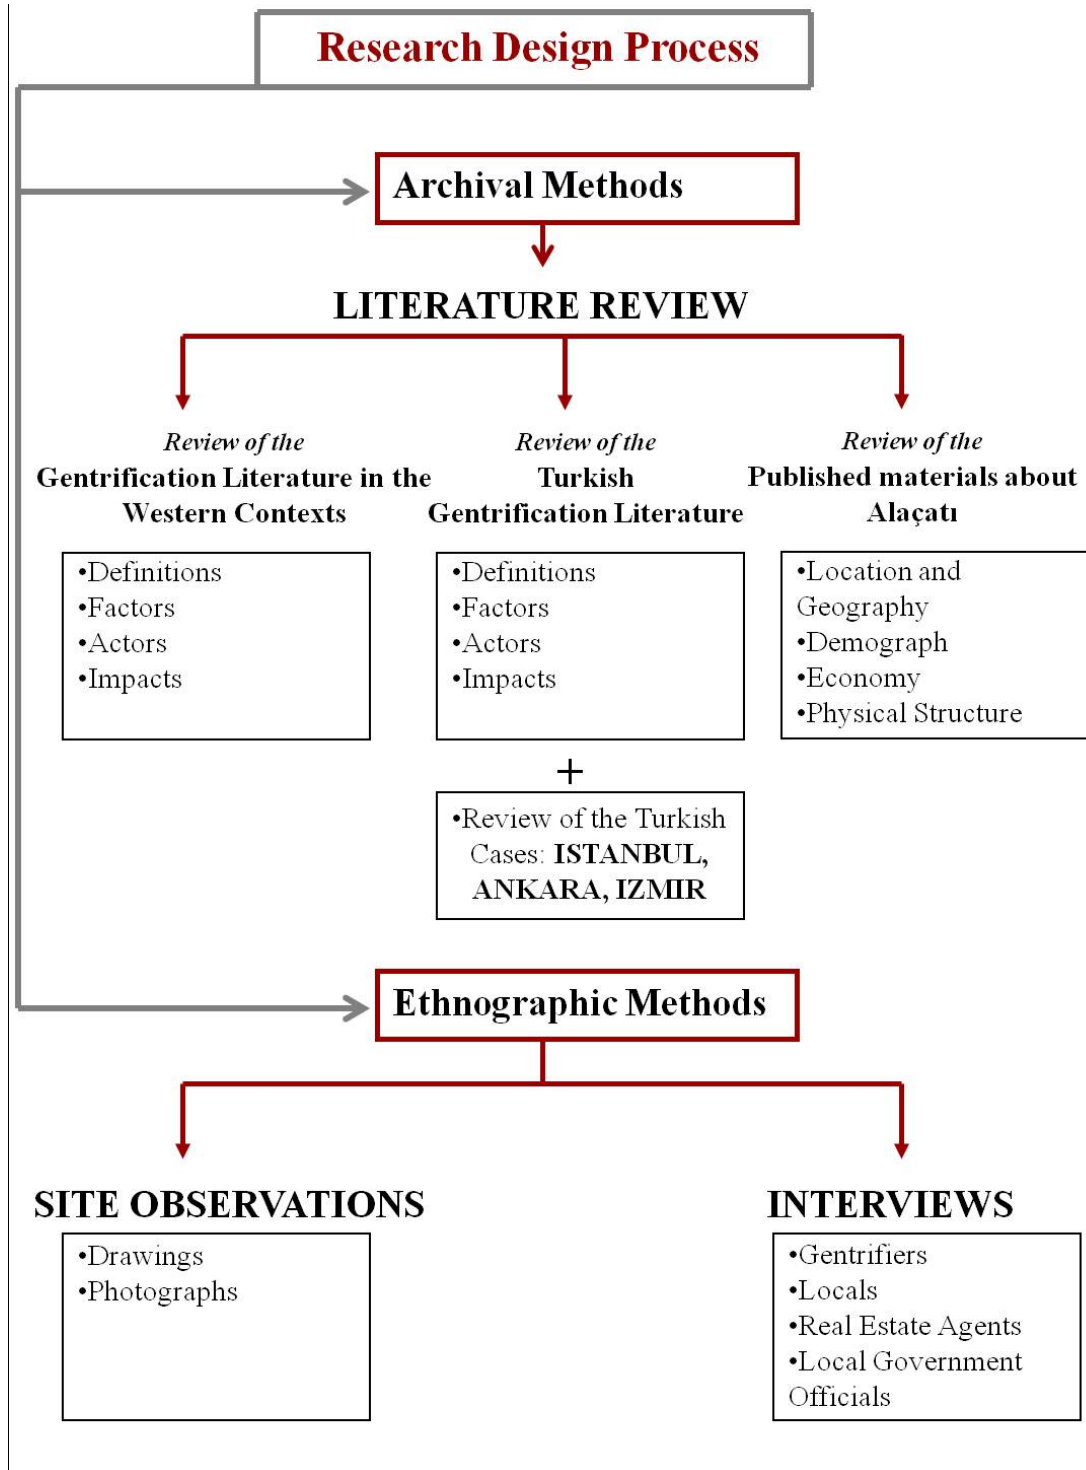 Research Design Process
Archival Methods
LITERATURE REVIEW
Review of the
Gentrification Literature in the
Western Contexts
•Definitions
•Factors
•Actors
•Impacts
Review of the
Turkish
Gentrification Literature
•Definitions
•Factors
•Actors
•Impacts
+
•Review of the Turkish
Cases: ISTANBUL,
ANKARA, IZMIR
Review of the
Published materials about
Alaçatı
•Location and
Geography
•Demograph
•Economy
•Physical Structure
Ethnographic Methods
SITE OBSERVATIONS
•Drawings
•Photographs
INTERVIEWS
•Gentrifiers
•Locals
•Real Estate Agents
•Local Government
Officials